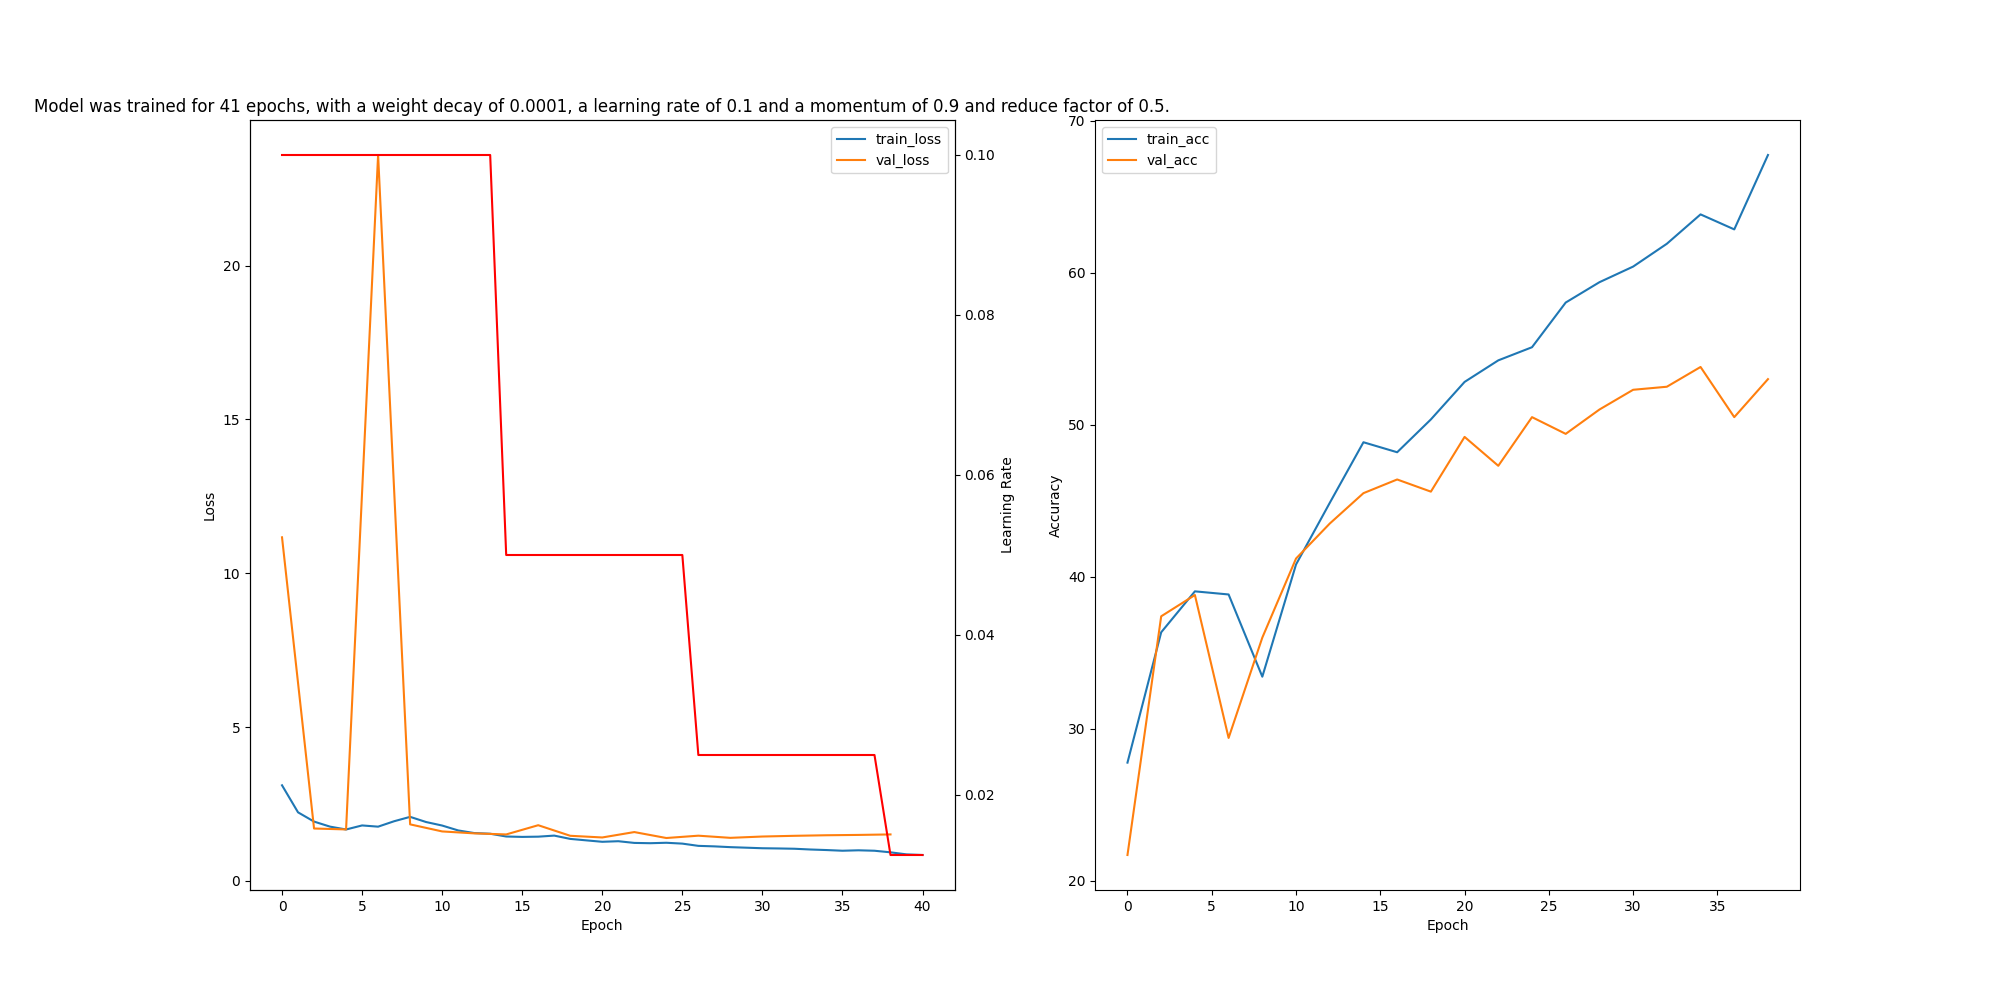 Model was trained for 41 epochs, with a weight decay of 0.0001, a learning rate of 0.1 and a momentum of 0.9 and reduce factor of 0.5.
train_loss
val_loss
Loss
20
15
10
5
0
0 5 10 15 20 25 30 35 40
Epoch
0.10
0.08
0.06
0.04
0.02
Learning Rate
train_acc
val_acc
Accuracy
70
60
50
40
30
20
0 5 10 15 20 25 30 35
Epoch